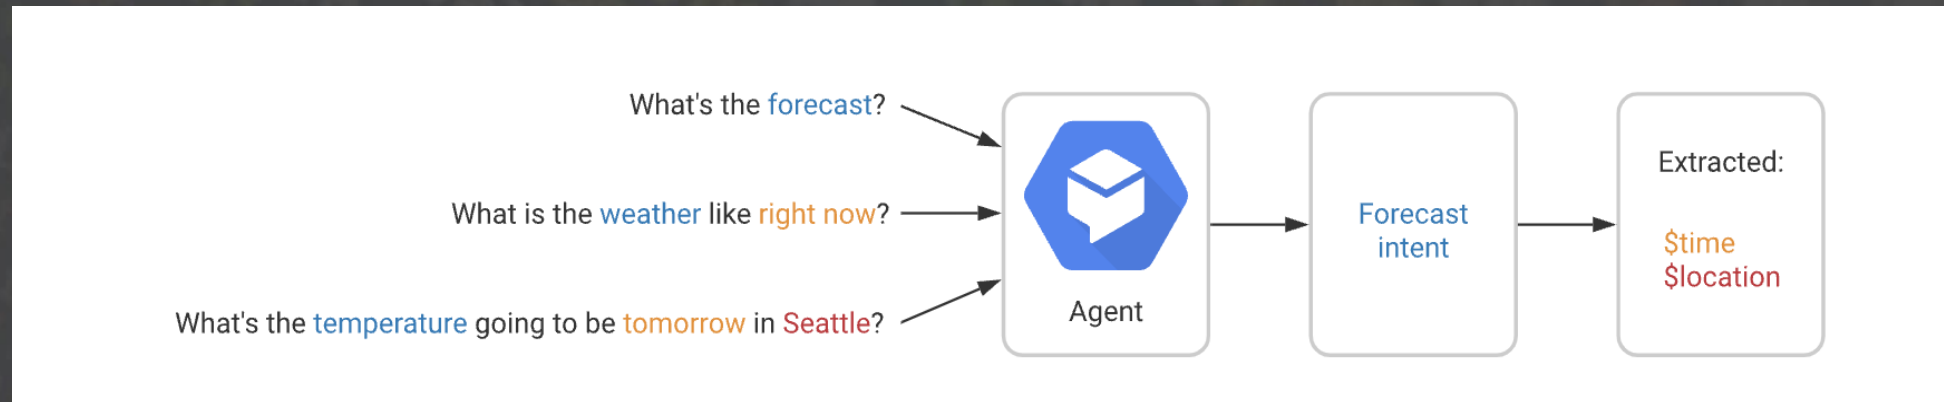 What's the forecast?
What is the weather like right now?
What's the temperature going to be tomorrow in Seattle?
Agent
Forecast
intent
Extracted:
$time
$location